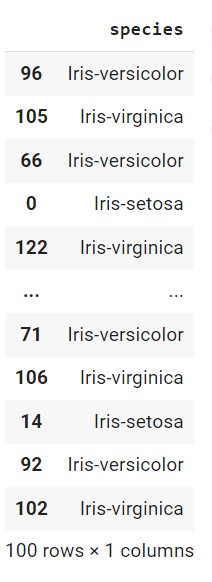 species
96 Iris-versicolor
105 Iris-virginica
66 Iris-versicolor
0 Iris-setosa
122 Iris-virginica
... ...
71 Iris-versicolor
106 Iris-virginica
14 Iris-setosa
92 Iris-versicolor
102 Iris-virginica
100 rows × 1 columns